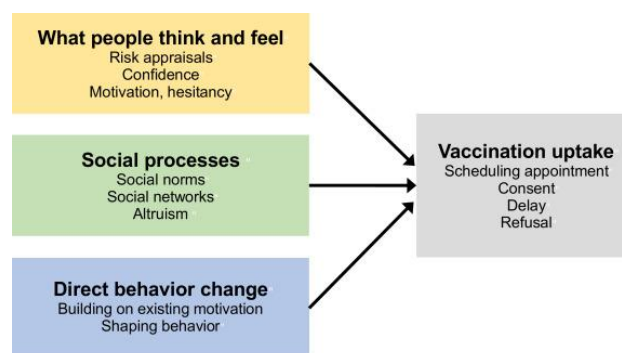 What people think and feel
Risk appraisals
Confidence
Motivation, hesitancy
Social processes
Social norms
Social networks
Altruism
Direct behavior change
Building on existing motivation
Shaping behavior
Vaccination uptake
Scheduling appointment
Consent
Delay
Refusal